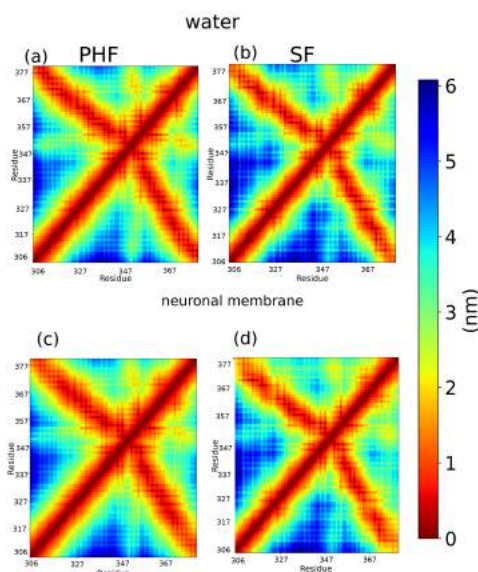 water
(a) PHF (b) SF
377 377
367 367
357 357
347 347
337 337
327 327
317 317
306 306
Residue Residue
306 327 347 367 306 327 347 367
Residue Residue
6
5
4
3
2
1
0
(nm)
neuronal membrane
(c) (d)
377 377
367 367
357 357
347 347
337 337
327 327
317 317
306 306
Residue Residue
306 327 347 367 306 327 347 367
Residue Residue